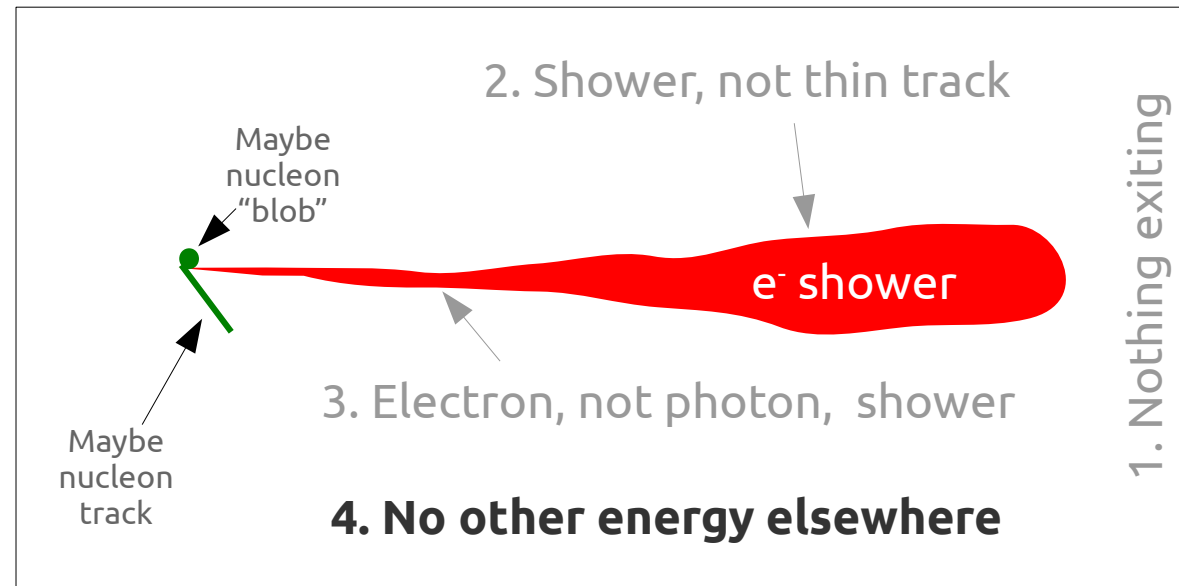 2. Shower, not thin track
Maybe
nucleon
“blob”
e⁻ shower
1. Nothing exiting
3. Electron, not photon, shower
Maybe
nucleon
track
4. No other energy elsewhere